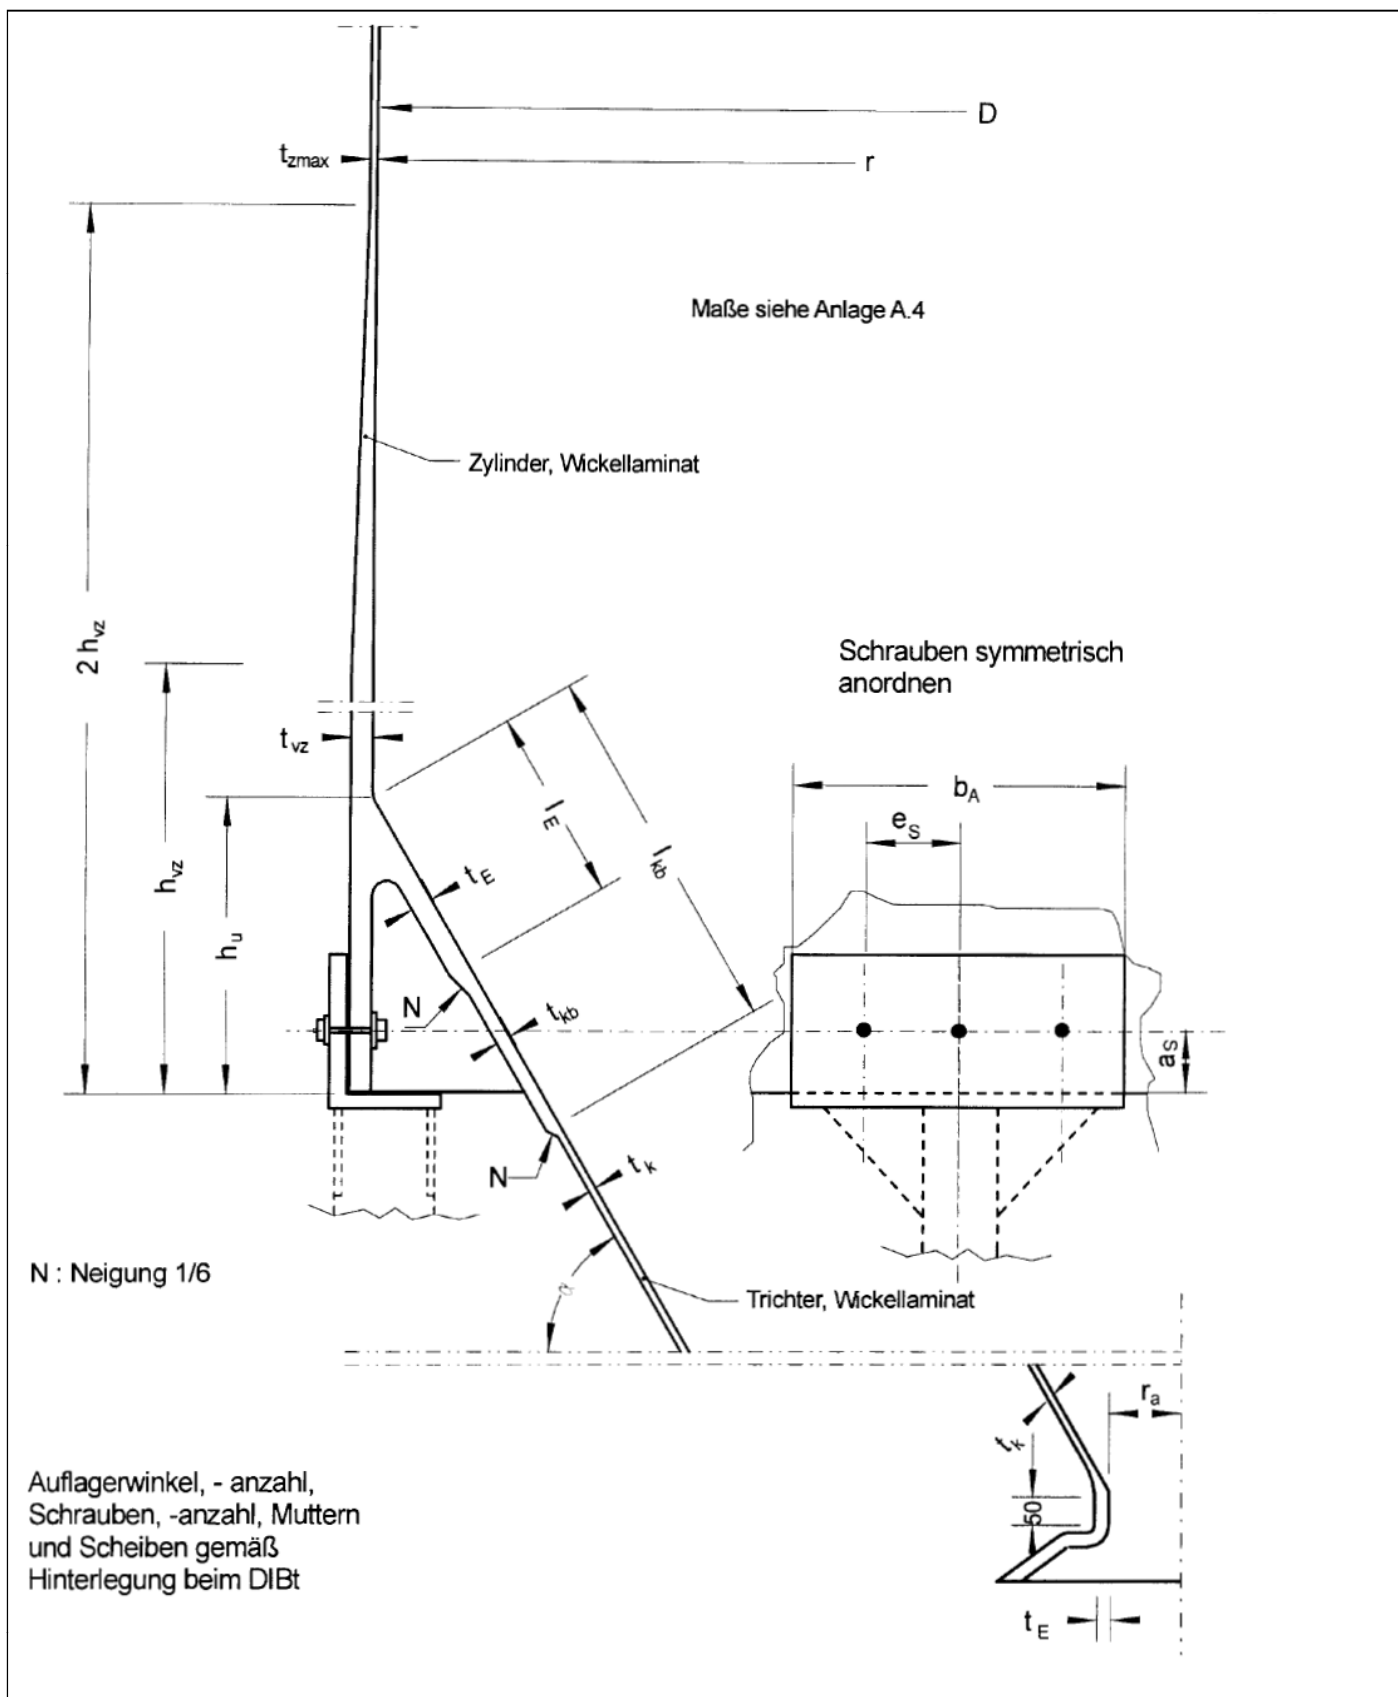 D
t_zmax
r
Maße siehe Anlage A.4
Zylinder, Wickellaminat
2 h_vz
Schrauben symmetrisch
anordnen
t_vz
b_A
l_E
e_S
l_kb
h_vz
t_E
h_u
N
t_kb
a_S
N
t_k
N : Neigung 1/6
α
Trichter, Wickellaminat
r_a
t_k
50
Auflagerwinkel, - anzahl,
Schrauben, -anzahl, Muttern
und Scheiben gemäß
Hinterlegung beim DIBt
t_E